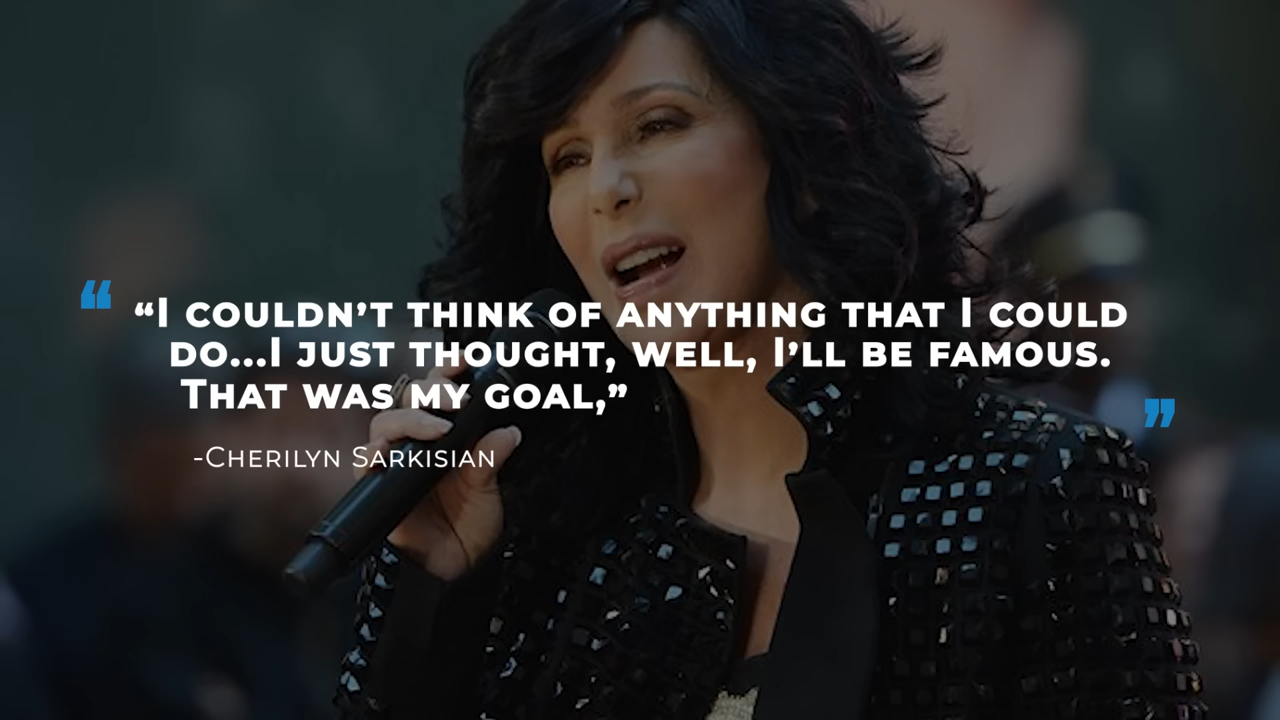 “I couldn’t think of anything that I could
do...I just thought, well, I’ll be famous.
That was my goal,”
-Cherilyn Sarkisian